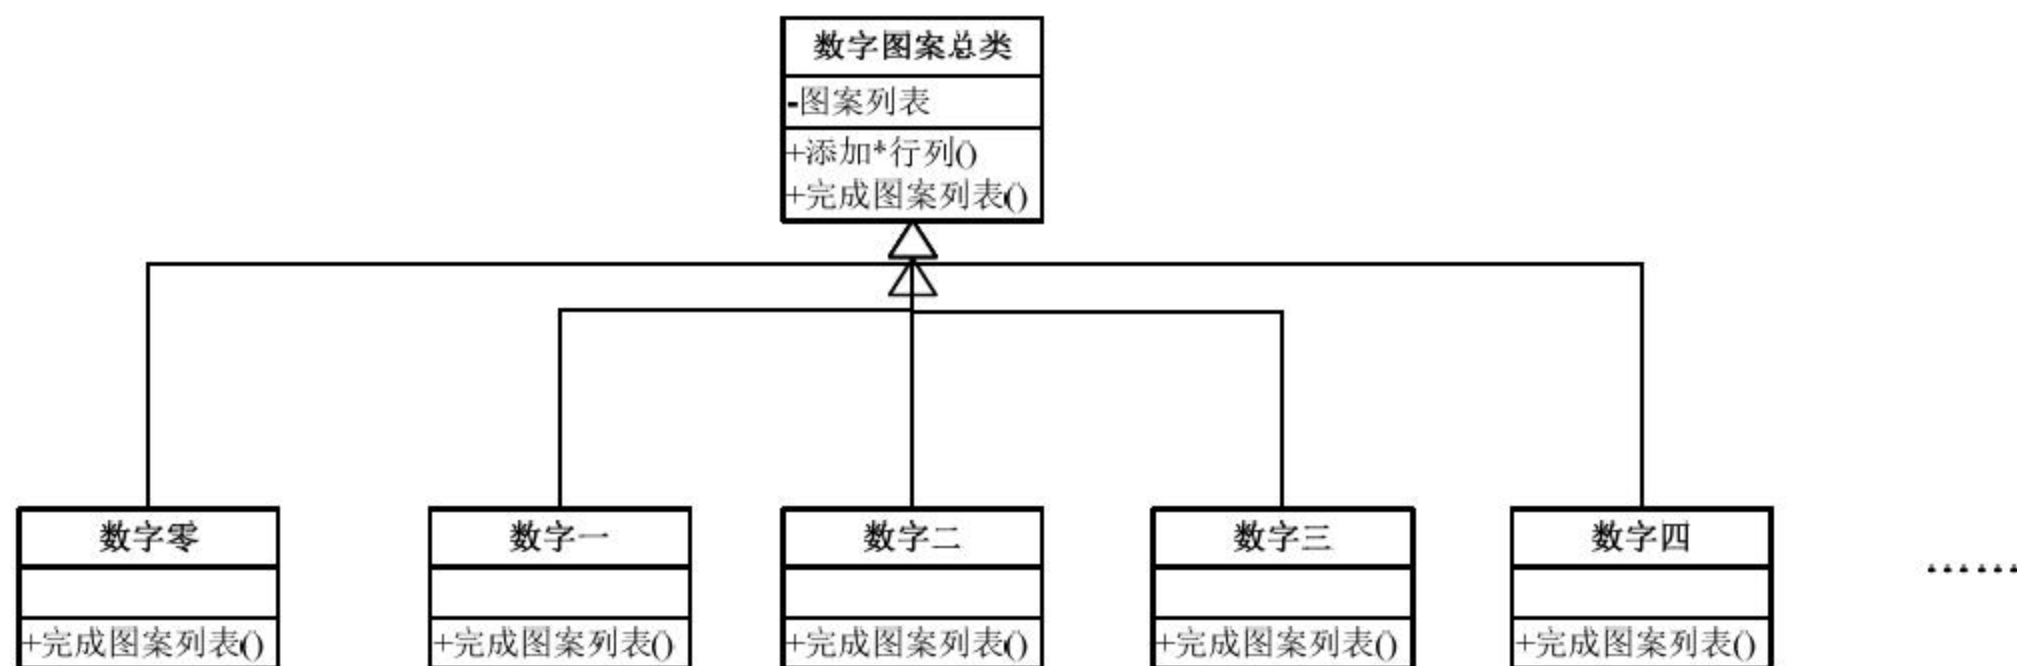 数字图案总类
-图案列表
+添加*行列()
+完成图案列表()
数字零
+完成图案列表()
数字一
+完成图案列表()
数字二
+完成图案列表()
数字三
+完成图案列表()
数字四
+完成图案列表()
......